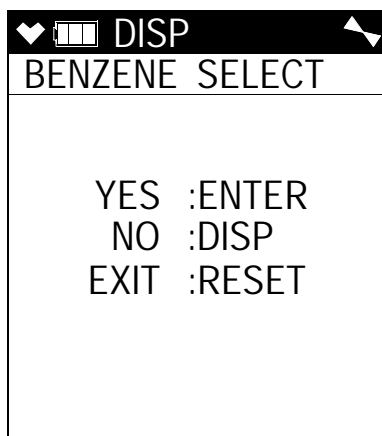 DISP
BENZENE SELECT
YES :ENTER
NO :DISP
EXIT :RESET